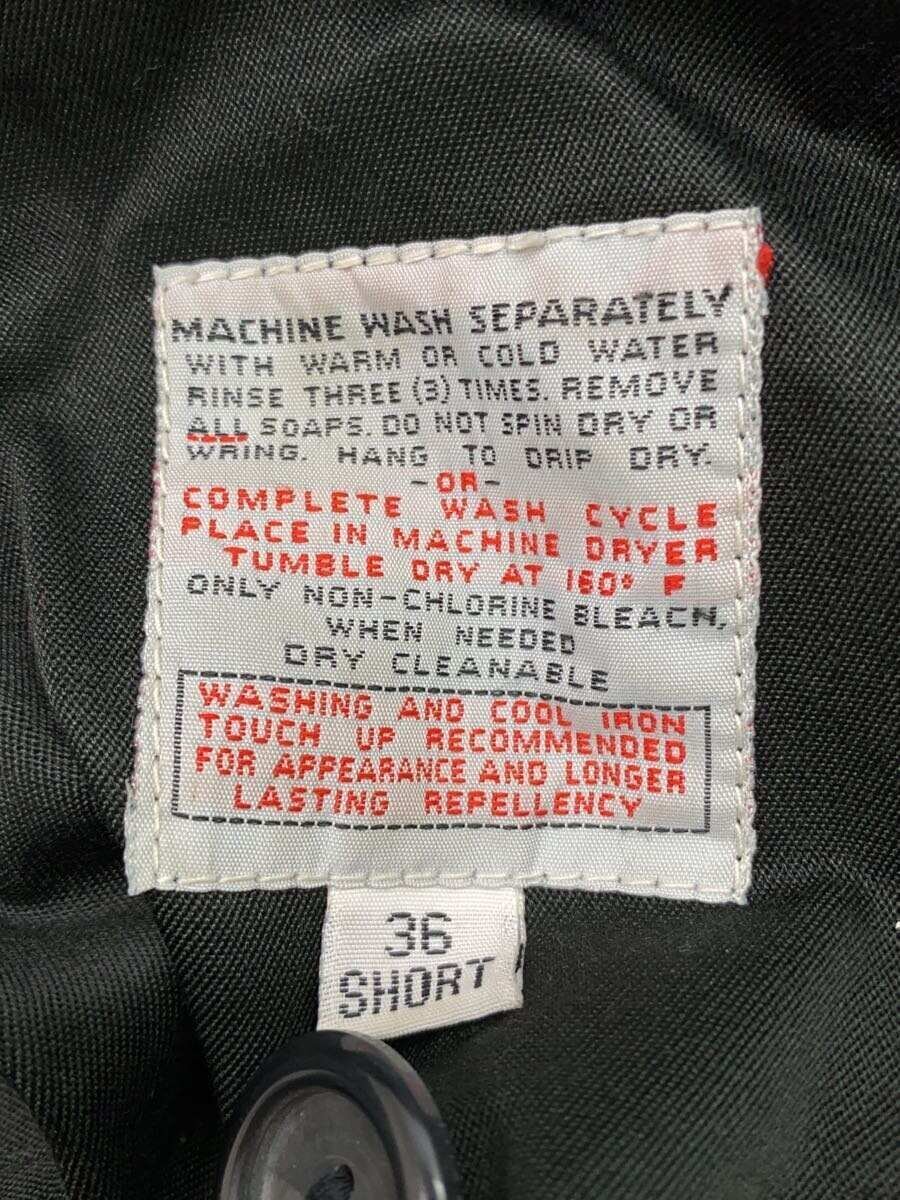 MACHINE WASH SEPARATELY
WITH WARM OR COLD WATER
RINSE THREE (3) TIMES. REMOVE
ALL SOAPS. DO NOT SPIN DRY OR
WRING. HANG TO DRIP DRY.
-OR-
COMPLETE WASH CYCLE
PLACE IN MACHINE DRYER
TUMBLE DRY AT 160° F
ONLY NON-CHLORINE BLEACH,
WHEN NEEDED
DRY CLEANABLE
WASHING AND COOL IRON
TOUCH UP RECOMMENDED
FOR APPEARANCE AND LONGER
LASTING REPELLENCY
36
SHORT